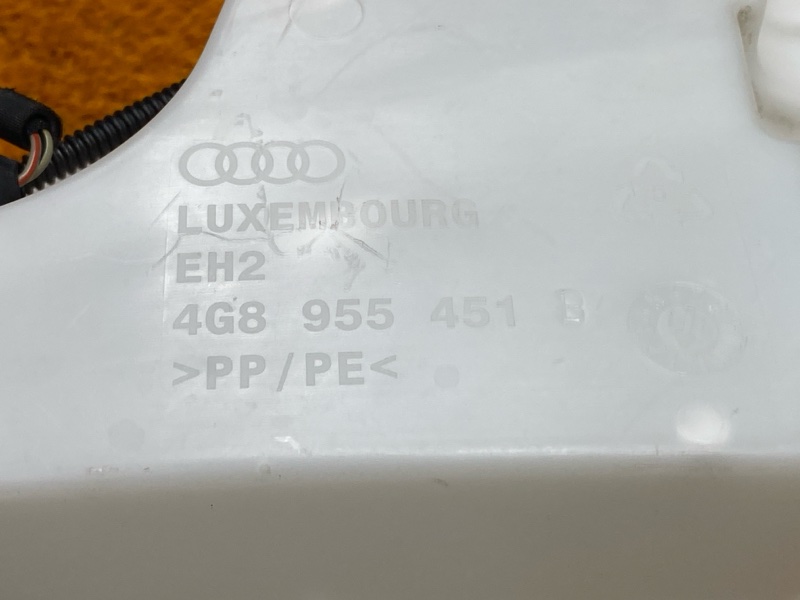 LUXEMBOURG
EH2
4G8 955 451 B
>PP/PE<